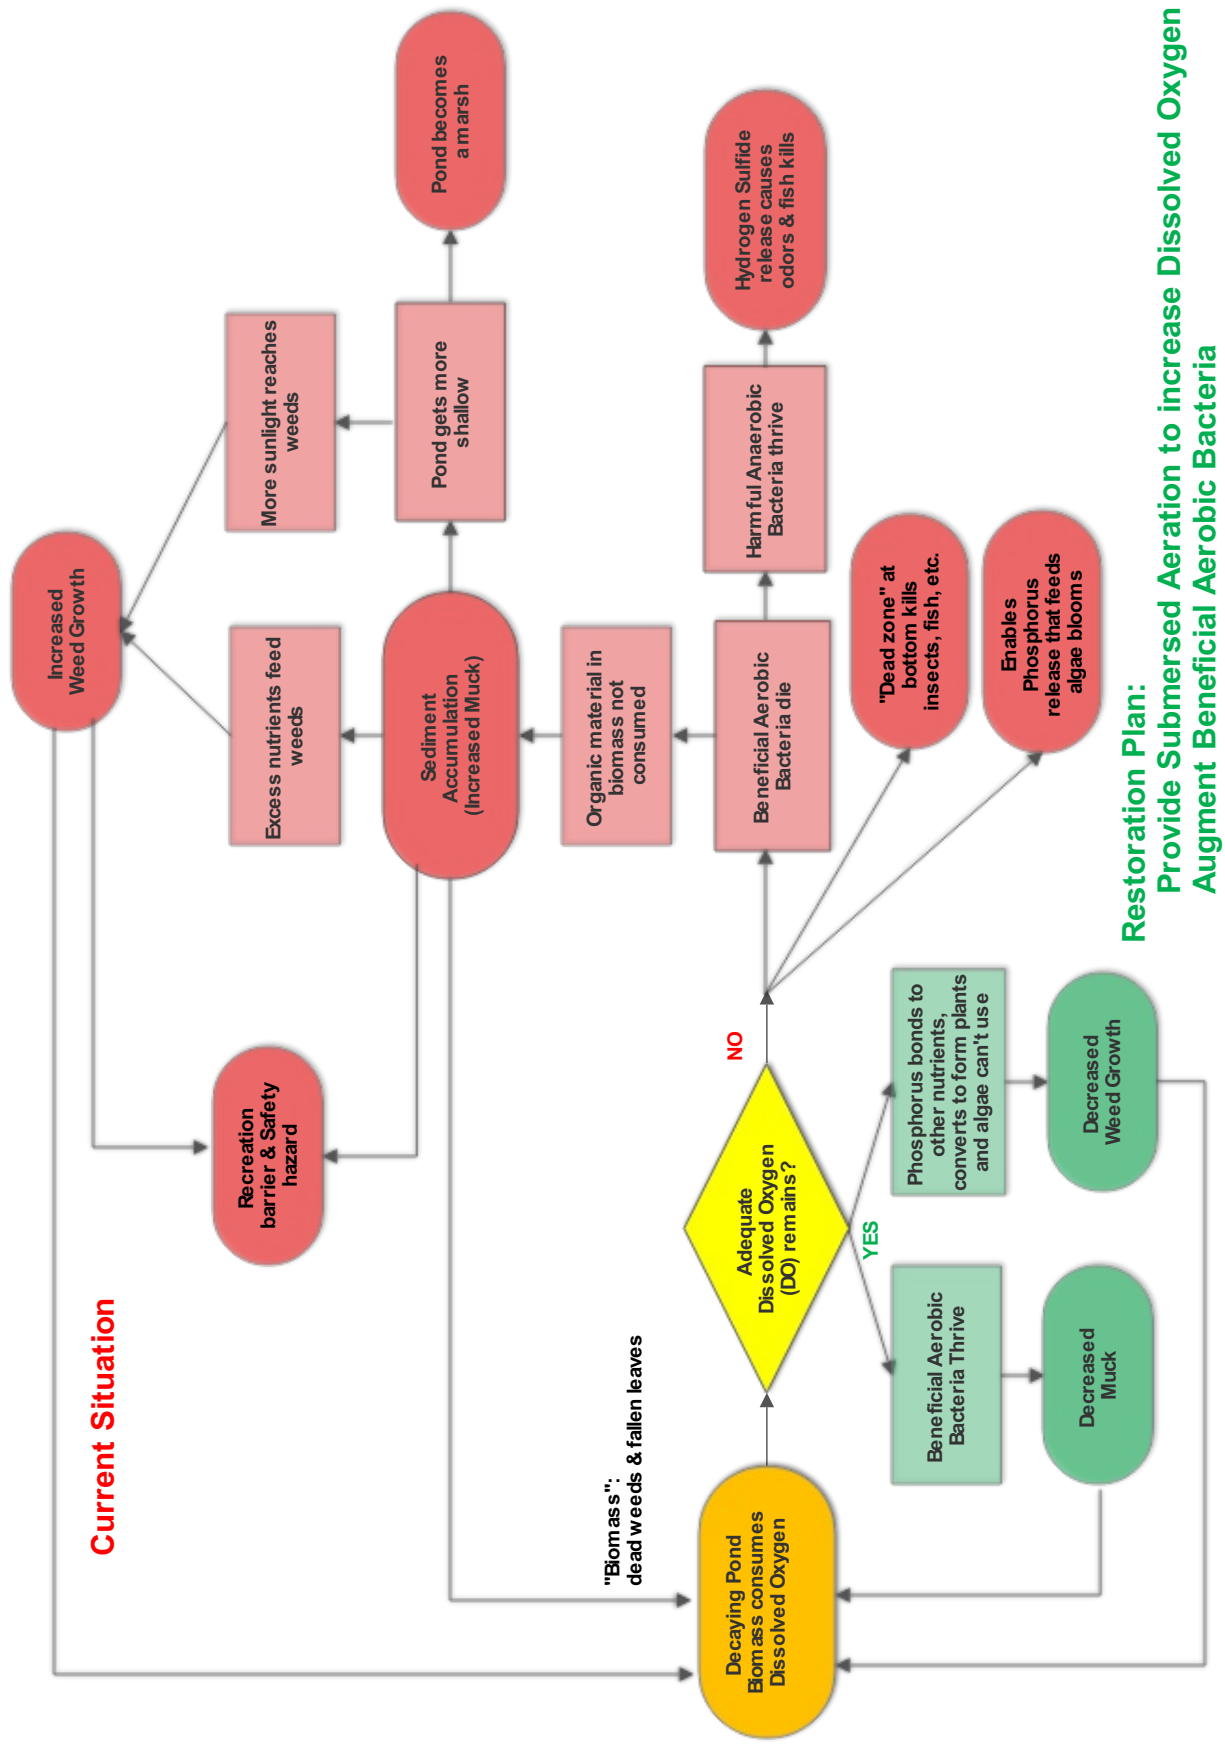 Current Situation
Increased
Weed Growth
Recreation
barrier & Safety
hazard
Excess nutrients feed
weeds
More sunlight reaches
weeds
Sediment
Accumulation
(Increased Muck)
Pond gets more
shallow
Pond becomes
a marsh
"Biomass":
dead weeds & fallen leaves
Organic material in
biomass not
consumed
Decaying Pond
Biomass consumes
Dissolved Oxygen
Adequate
Dissolved Oxygen
(DO) remains?
NO
Beneficial Aerobic
Bacteria die
Harmful Anaerobic
Bacteria thrive
Hydrogen Sulfide
release causes
odors & fish kills
YES
Beneficial Aerobic
Bacteria Thrive
Phosphorus bonds to
other nutrients,
converts to form plants
and algae can't use
"Dead zone" at
bottom kills
insects, fish, etc.
Enables
Phosphorus
release that feeds
algae blooms
Decreased
Muck
Decreased
Weed Growth
Restoration Plan:
Provide Submersed Aeration to increase Dissolved Oxygen
Augment Beneficial Aerobic Bacteria